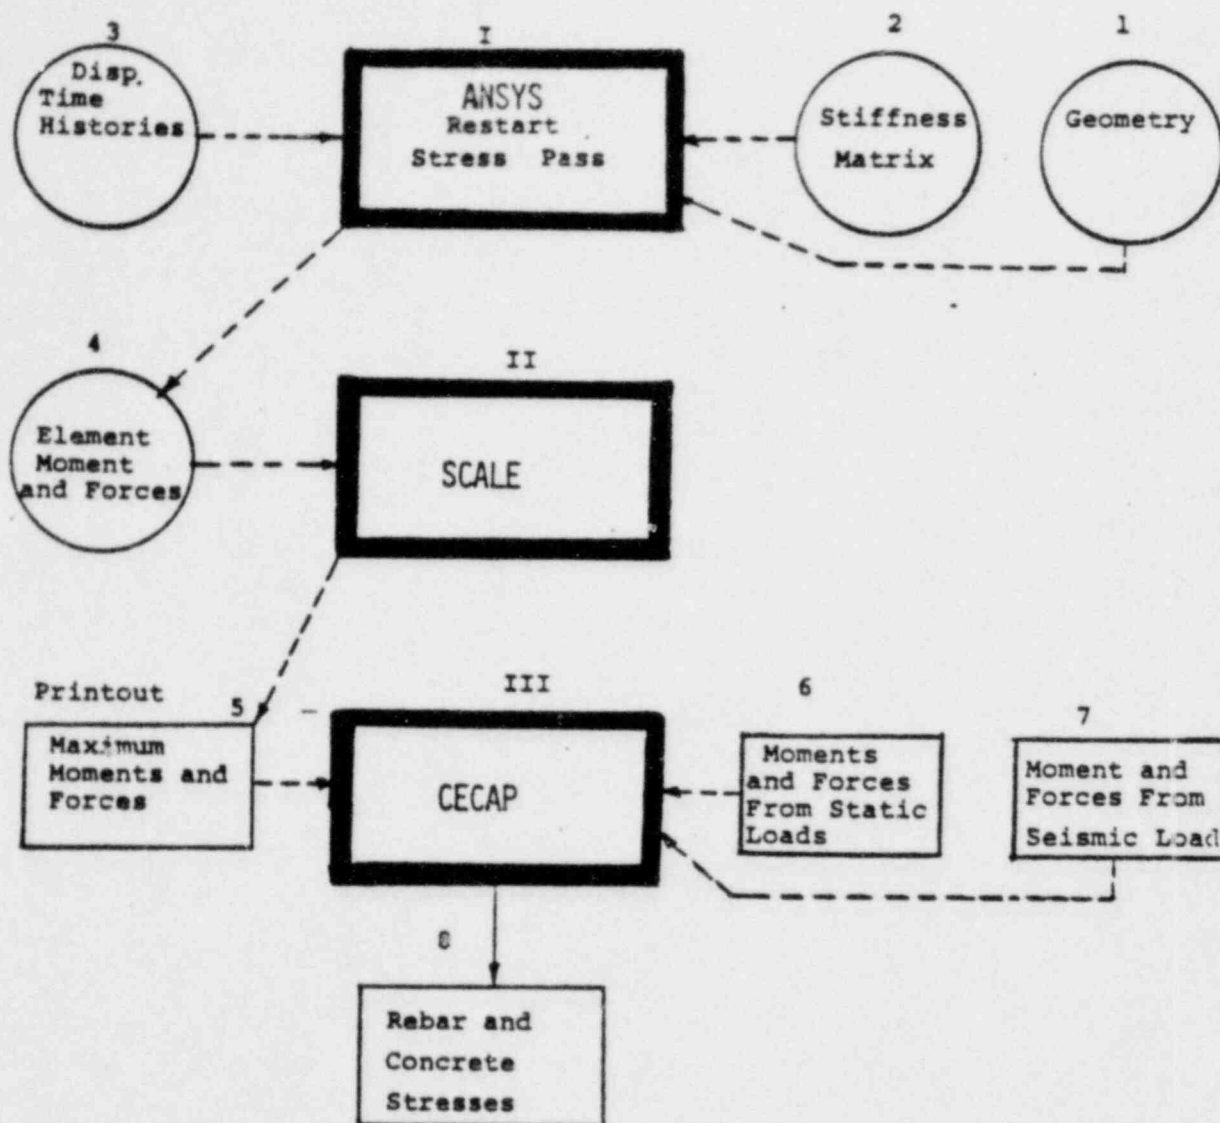 3
I
2
1
Disp.
Time
Histories
ANSYS
Restart
Stress Pass
Stiffness
Matrix
Geometry
4
II
Element
Moment
and Forces
SCALE
Printout
5
III
6
7
Maximum
Moments and
Forces
CECAP
Moments
and Forces
From Static
Loads
Moment and
Forces From
Seismic Load
8
Rebar and
Concrete
Stresses